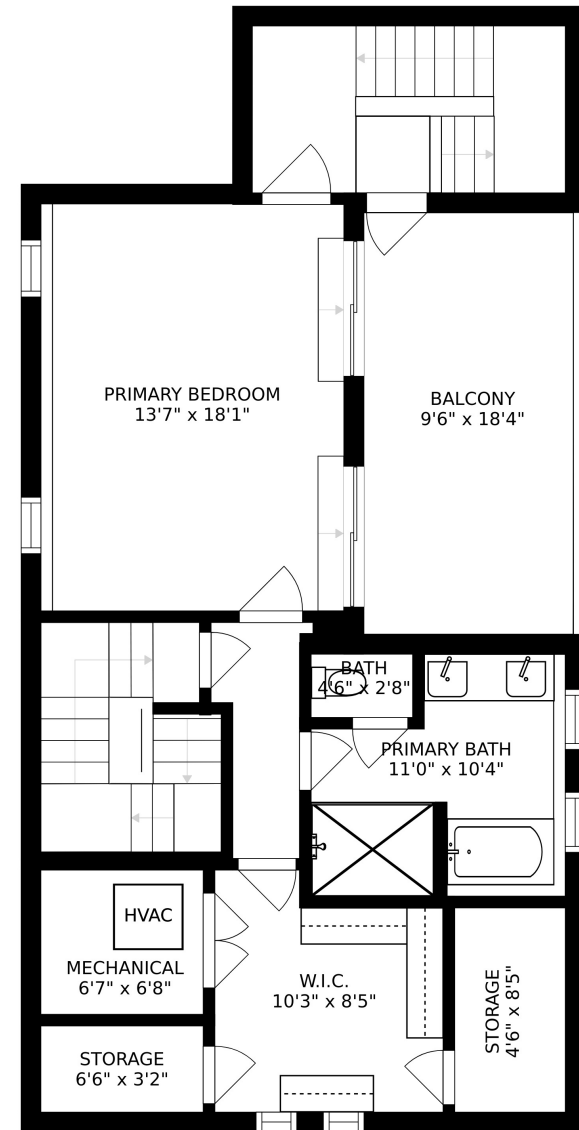 PRIMARY BEDROOM
13'7" x 18'1"
BALCONY
9'6" x 18'4"
BATH
4'6" x 2'8"
PRIMARY BATH
11'0" x 10'4"
HVAC
MECHANICAL
6'7" x 6'8"
W.I.C.
10'3" x 8'5"
STORAGE
4'6" x 8'5"
STORAGE
6'6" x 3'2"